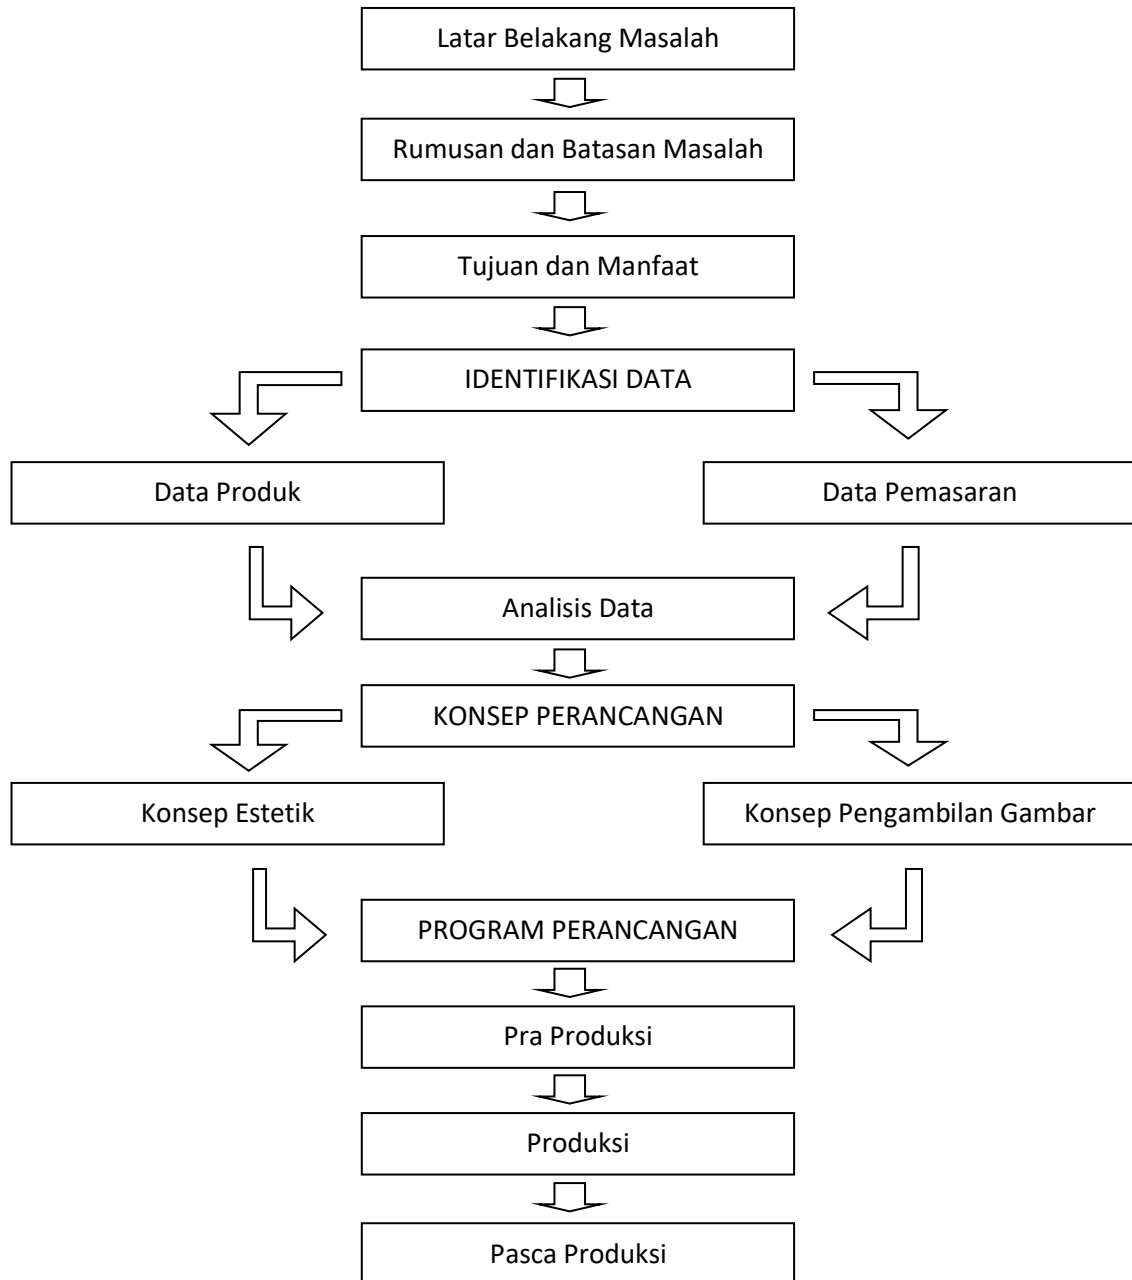 Latar Belakang Masalah
Rumusan dan Batasan Masalah
Tujuan dan Manfaat
IDENTIFIKASI DATA
Data Produk
Data Pemasaran
Analisis Data
KONSEP PERANCANGAN
Konsep Estetik
Konsep Pengambilan Gambar
PROGRAM PERANCANGAN
Pra Produksi
Produksi
Pasca Produksi